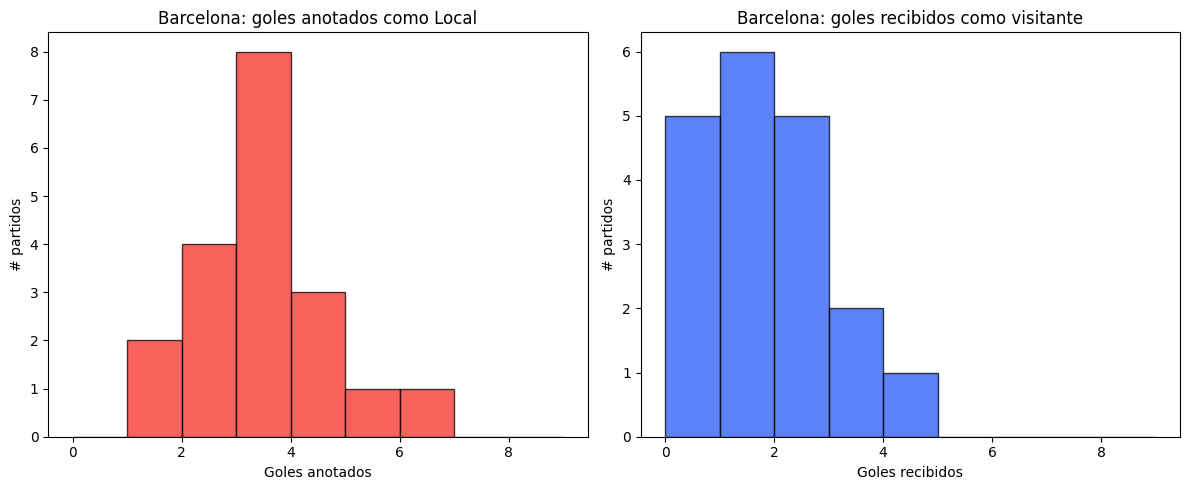 Barcelona: goles anotados como Local
8
7
6
5
4
3
2
1
0
# partidos
0 2 4 6 8
Goles anotados
Barcelona: goles recibidos como visitante
6
5
4
3
2
1
0
# partidos
0 2 4 6 8
Goles recibidos